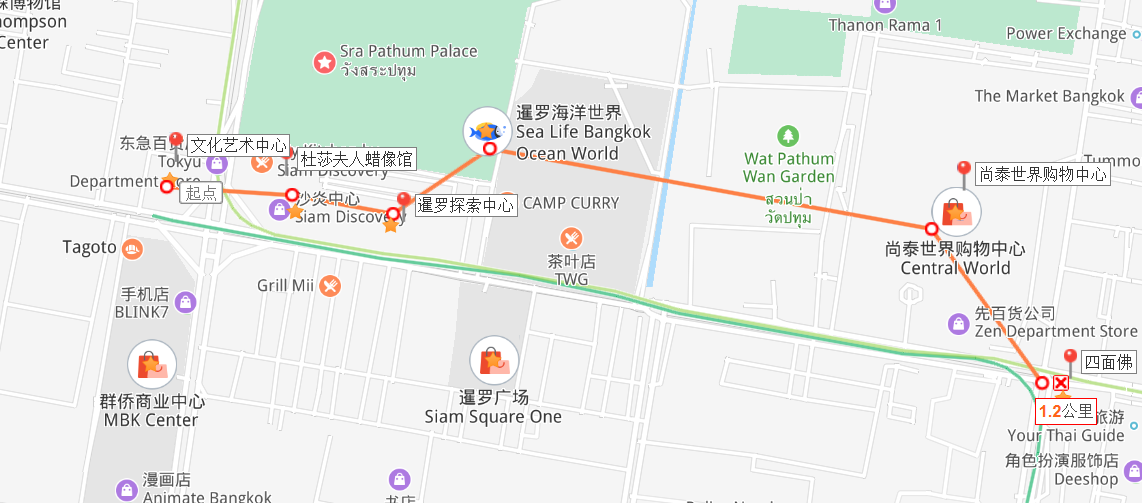 森博物馆
Thompson
Center
Sra Pathum Palace
วังสระปทุม
Thanon Rama 1
Power Exchange
The Market Bangkok
暹罗海洋世界
Sea Life Bangkok
Ocean World
东急百货
Tokyu
Department Store
文化艺术中心
起点
杜莎夫人蜡像馆
Siam Discovery
沙炎中心
Siam Discovery
暹罗探索中心
CAMP CURRY
茶叶店
TWG
Wat Pathum
Wan Garden
สวนป่า
วัดปทุม
Tummo
尚泰世界购物中心
尚泰世界购物中心
Central World
Tagoto
手机店
BLINK7
Grill Mii
先百货公司
Zen Department Store
四面佛
群侨商业中心
MBK Center
暹罗广场
Siam Square One
1.2公里
旅游
Your Thai Guide
角色扮演服饰店
Deeshop
漫画店
Animate Bangkok